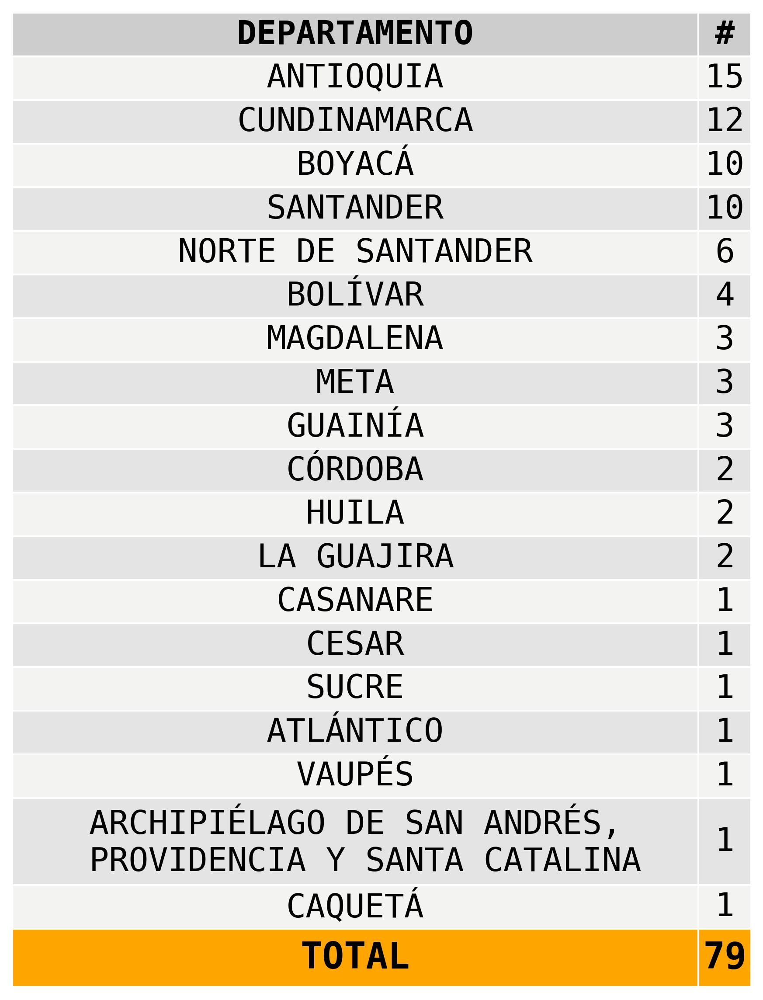 DEPARTAMENTO #
ANTIOQUIA 15
CUNDINAMARCA 12
BOYACÁ 10
SANTANDER 10
NORTE DE SANTANDER 6
BOLÍVAR 4
MAGDALENA 3
META 3
GUAINÍA 3
CÓRDOBA 2
HUILA 2
LA GUAJIRA 2
CASANARE 1
CESAR 1
SUCRE 1
ATLÁNTICO 1
VAUPÉS 1
ARCHIPIÉLAGO DE SAN ANDRÉS,
PROVIDENCIA Y SANTA CATALINA 1
CAQUETÁ 1
TOTAL 79